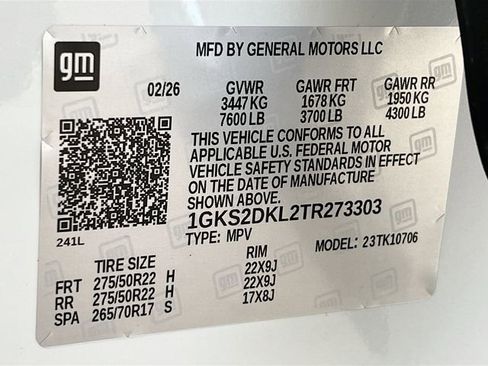 gm
MFD BY GENERAL MOTORS LLC
02/26 GVWR GAWR FRT GAWR RR
3447 KG 1678 KG 1950 KG
7600 LB 3700 LB 4300 LB
THIS VEHICLE CONFORMS TO ALL
APPLICABLE U.S. FEDERAL MOTOR
VEHICLE SAFETY STANDARDS IN EFFECT
ON THE DATE OF MANUFACTURE
SHOWN ABOVE.
1GKS2DKL2TR273303
241L TYPE: MPV MODEL: 23TK10706
TIRE SIZE RIM
FRT 275/50R22 H 22X9J
RR 275/50R22 H 22X9J
SPA 265/70R17 S 17X8J